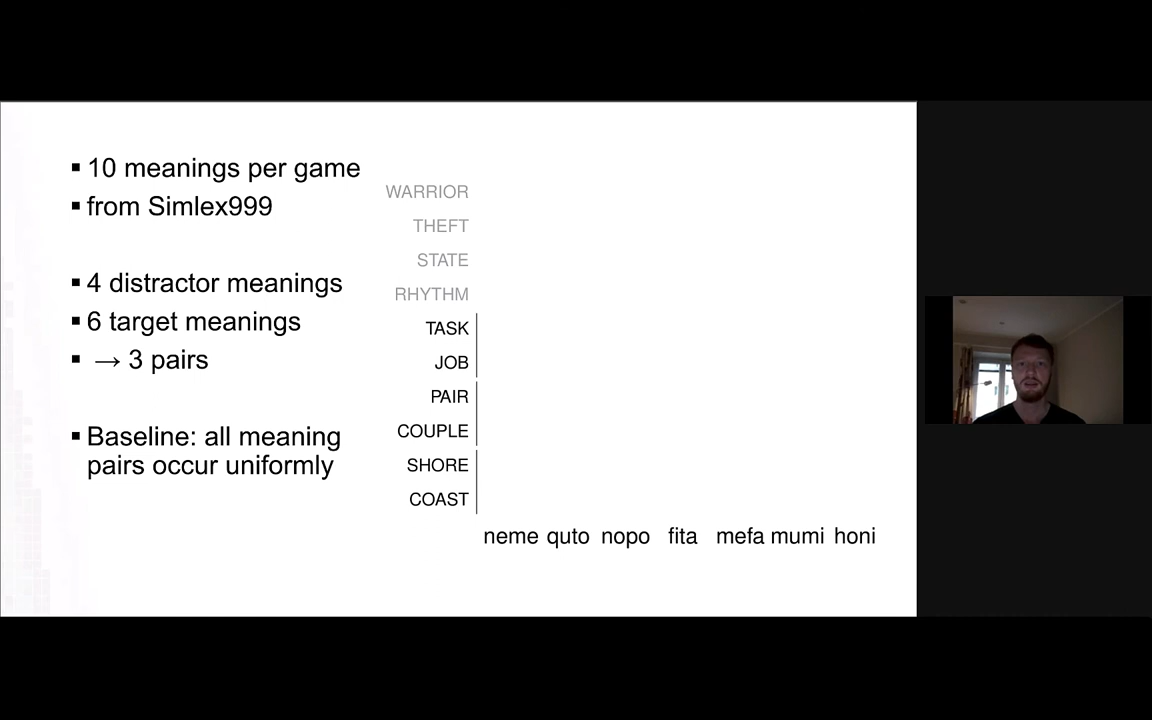 10 meanings per game
from Simlex999
4 distractor meanings
6 target meanings
→ 3 pairs
Baseline: all meaning
pairs occur uniformly
WARRIOR
THEFT
STATE
RHYTHM
TASK
JOB
PAIR
COUPLE
SHORE
COAST
neme quto nopo fita mefa mumi honi